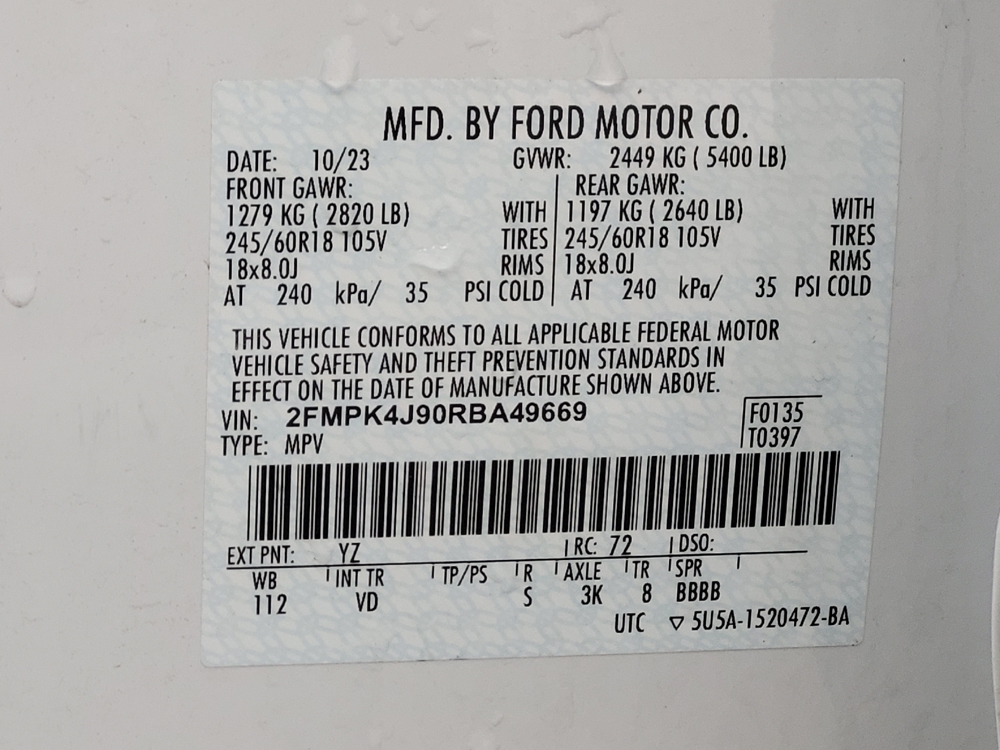 MFD. BY FORD MOTOR CO.
DATE: 10/23 GVWR: 2449 KG ( 5400 LB)
FRONT GAWR: REAR GAWR:
1279 KG ( 2820 LB) WITH 1197 KG ( 2640 LB) WITH
245/60R18 105V TIRES 245/60R18 105V TIRES
18x8.0J RIMS 18x8.0J RIMS
AT 240 kPa/ 35 PSI COLD AT 240 kPa/ 35 PSI COLD
THIS VEHICLE CONFORMS TO ALL APPLICABLE FEDERAL MOTOR
VEHICLE SAFETY AND THEFT PREVENTION STANDARDS IN
EFFECT ON THE DATE OF MANUFACTURE SHOWN ABOVE.
VIN: 2FMPK4J90RBA49669 F0135
TYPE: MPV T0397
EXT PNT: YZ RC: 72 DSO:
WB INT TR TP/PS R AXLE TR SPR
112 VD S 3K 8 BBBB
UTC ▽ 5U5A-1520472-BA